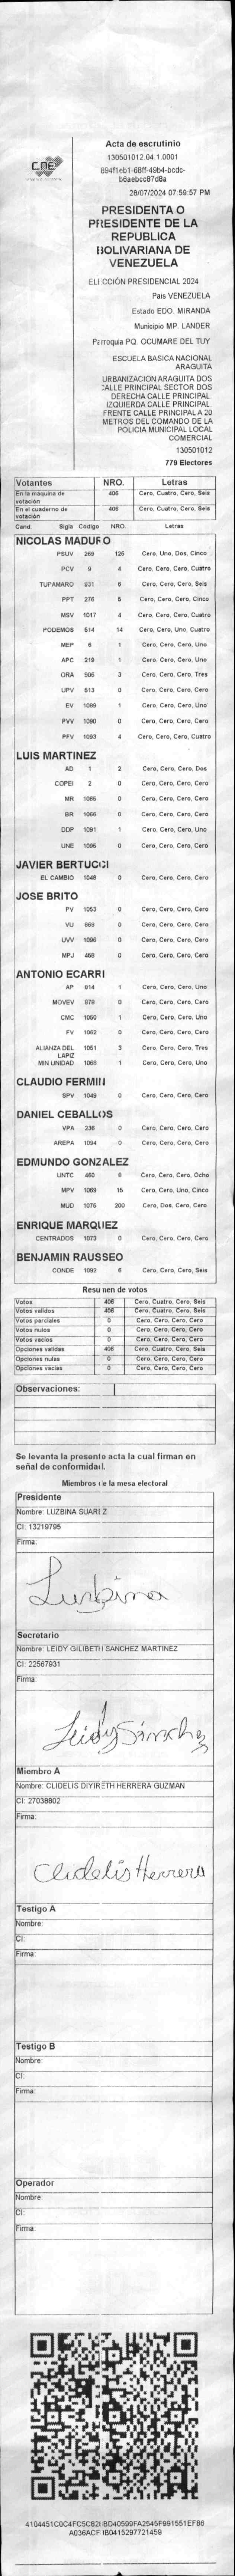 CNE
Acta de escrutinio
130501012.04.1.0001
894f1eb1-68ff-49b4-bcdc-
b6aebcc87d8a
28/07/2024 07:59:57 PM
PRESIDENTA O
PRESIDENTE DE LA
REPUBLICA
BOLIVARIANA DE
VENEZUELA
ELECCIÓN PRESIDENCIAL 2024
Pais VENEZUELA
Estado EDO. MIRANDA
Municipio MP. LANDER
Parroquia PQ. OCUMARE DEL TUY
ESCUELA BASICA NACIONAL
ARAGUITA
URBANIZACION ARAGUITA DOS
CALLE PRINCIPAL SECTOR DOS
DERECHA CALLE PRINCIPAL.
IZQUIERDA CALLE PRINCIPAL
FRENTE CALLE PRINCIPAL A 20
METROS DEL COMANDO DE LA
POLICIA MUNICIPAL LOCAL
COMERCIAL
130501012
779 Electores
Votantes NRO. Letras
En la máquina de votación 406 Cero, Cuatro, Cero, Seis
En el cuaderno de votación 406 Cero, Cuatro, Cero, Seis
Cand. Sigla Codigo NRO. Letras
NICOLAS MADURO
PSUV 269 125 Cero, Uno, Dos, Cinco
PCV 9 4 Cero, Cero, Cero, Cuatro
TUPAMARO 931 6 Cero, Cero, Cero, Seis
PPT 276 5 Cero, Cero, Cero, Cinco
MSV 1017 4 Cero, Cero, Cero, Cuatro
PODEMOS 514 14 Cero, Cero, Uno, Cuatro
MEP 6 1 Cero, Cero, Cero, Uno
APC 219 1 Cero, Cero, Cero, Uno
ORA 906 3 Cero, Cero, Cero, Tres
UPV 513 0 Cero, Cero, Cero, Cero
EV 1089 1 Cero, Cero, Cero, Uno
PVV 1090 0 Cero, Cero, Cero, Cero
PFV 1093 4 Cero, Cero, Cero, Cuatro
LUIS MARTINEZ
AD 1 2 Cero, Cero, Cero, Dos
COPEI 2 0 Cero, Cero, Cero, Cero
MR 1065 0 Cero, Cero, Cero, Cero
BR 1066 0 Cero, Cero, Cero, Cero
DDP 1091 1 Cero, Cero, Cero, Uno
UNE 1095 0 Cero, Cero, Cero, Cero
JAVIER BERTUCCI
EL CAMBIO 1048 0 Cero, Cero, Cero, Cero
JOSE BRITO
PV 1053 0 Cero, Cero, Cero, Cero
VU 869 0 Cero, Cero, Cero, Cero
UVV 1096 0 Cero, Cero, Cero, Cero
MPJ 468 0 Cero, Cero, Cero, Cero
ANTONIO ECARRI
AP 914 1 Cero, Cero, Cero, Uno
MOVEV 978 0 Cero, Cero, Cero, Cero
CMC 1050 1 Cero, Cero, Cero, Uno
FV 1062 0 Cero, Cero, Cero, Cero
ALIANZA DEL LAPIZ 1051 3 Cero, Cero, Cero, Tres
MIN UNIDAD 1068 1 Cero, Cero, Cero, Uno
CLAUDIO FERMIN
SPV 1049 0 Cero, Cero, Cero, Cero
DANIEL CEBALLOS
VPA 236 0 Cero, Cero, Cero, Cero
AREPA 1094 0 Cero, Cero, Cero, Cero
EDMUNDO GONZALEZ
UNTC 460 8 Cero, Cero, Cero, Ocho
MPV 1069 15 Cero, Cero, Uno, Cinco
MUD 1075 200 Cero, Dos, Cero, Cero
ENRIQUE MARQUEZ
CENTRADOS 1073 0 Cero, Cero, Cero, Cero
BENJAMIN RAUSSEO
CONDE 1092 6 Cero, Cero, Cero, Seis
Resumen de votos
Votos 406 Cero, Cuatro, Cero, Seis
Votos validos 406 Cero, Cuatro, Cero, Seis
Votos parciales 0 Cero, Cero, Cero, Cero
Votos nulos 0 Cero, Cero, Cero, Cero
Votos vacios 0 Cero, Cero, Cero, Cero
Opciones validas 406 Cero, Cuatro, Cero, Seis
Opciones nulas 0 Cero, Cero, Cero, Cero
Opciones vacias 0 Cero, Cero, Cero, Cero
Observaciones:
Se levanta la presente acta la cual firman en
señal de conformidad.
Miembros de la mesa electoral
Presidente
Nombre: LUZBINA SUAREZ
CI: 13219795
Firma:
Luzbina
Secretario
Nombre: LEIDY GILIBETH SANCHEZ MARTINEZ
CI: 22567931
Firma:
Leidy Sánchez
Miembro A
Nombre: CLIDELIS DIYIRETH HERRERA GUZMAN
CI: 27038802
Firma:
Clidelis Herrera
Testigo A
Nombre:
CI:
Firma:
Testigo B
Nombre:
CI:
Firma:
Operador
Nombre:
CI:
Firma: